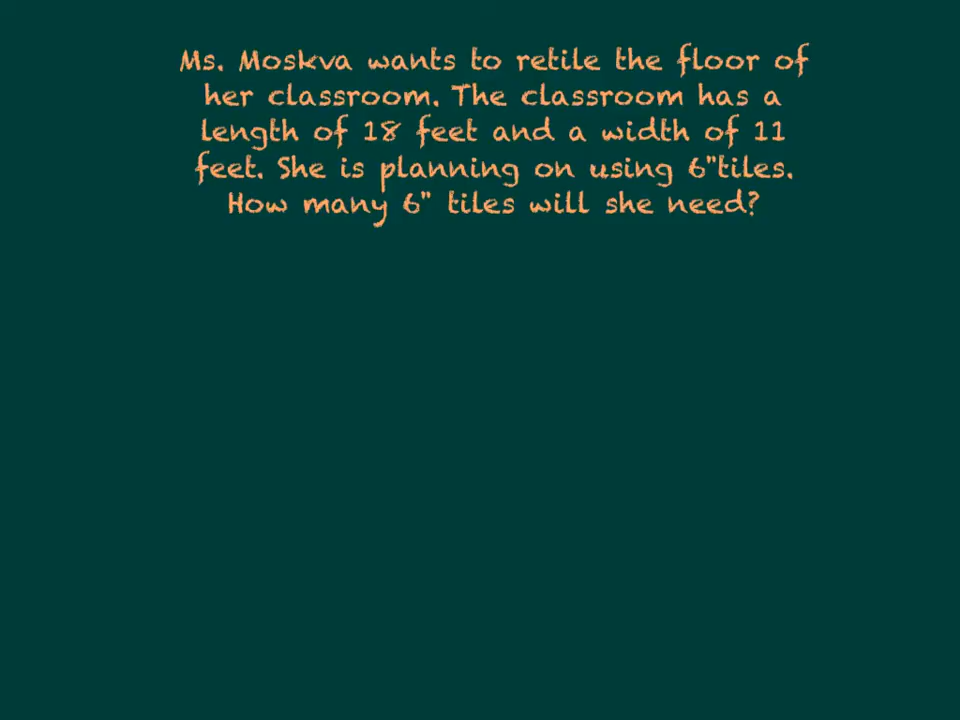 Ms. Moskva wants to retile the floor of
her classroom. The classroom has a
length of 18 feet and a width of 11
feet. She is planning on using 6"tiles.
How many 6" tiles will she need?